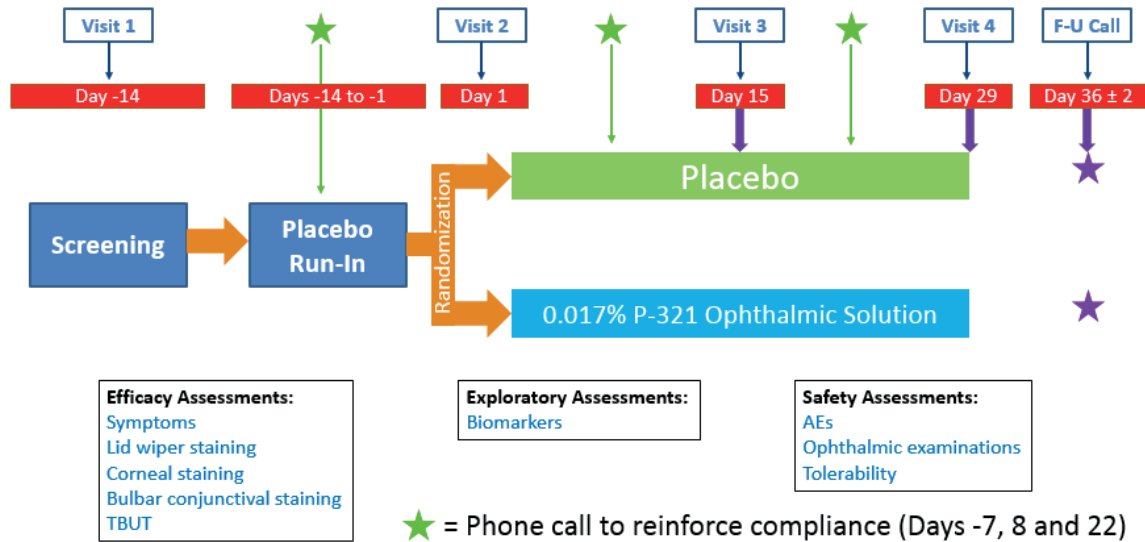 Visit 1
Visit 2
Visit 3
Visit 4
F-U Call
Day -14
Days -14 to -1
Day 1
Day 15
Day 29
Day 36 ± 2
Screening
Placebo
Run-In
Randomization
Placebo
0.017% P-321 Ophthalmic Solution
Efficacy Assessments:
Symptoms
Lid wiper staining
Corneal staining
Bulbar conjunctival staining
TBUT
Exploratory Assessments:
Biomarkers
Safety Assessments:
AEs
Ophthalmic examinations
Tolerability
= Phone call to reinforce compliance (Days -7, 8 and 22)